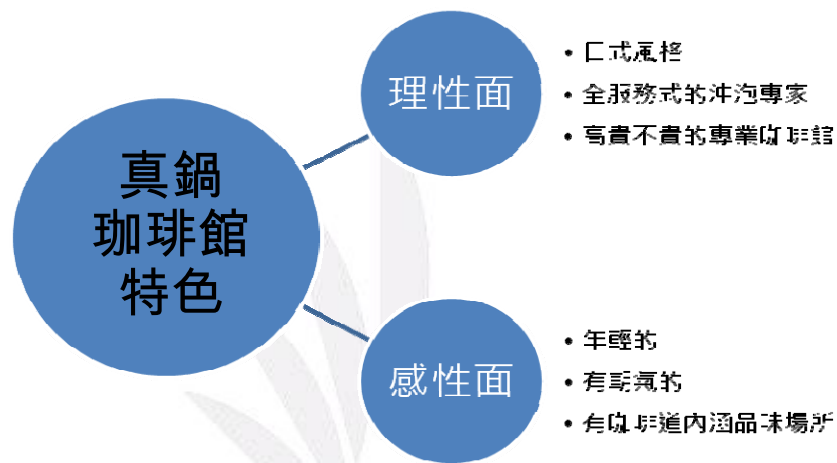 真鍋
珈琲館
特色
理性面
• 日式風格
• 全服務式的沖泡專家
• 高貴不貴的專業咖啡館
感性面
• 年輕的
• 有朝氣的
• 有咖啡道內涵品味場所